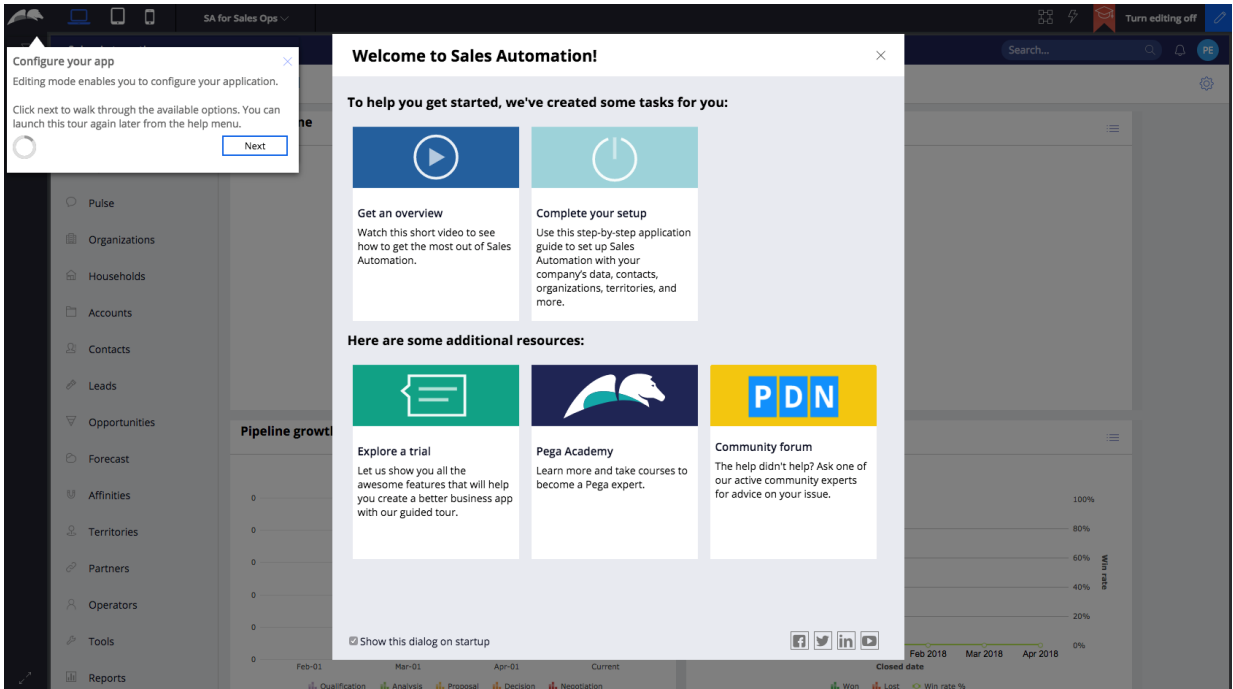 SA for Sales Ops
Turn editing off
Search...
PE
Configure your app
Editing mode enables you to configure your application.
Click next to walk through the available options. You can
launch this tour again later from the help menu.
Next
Pulse
Organizations
Households
Accounts
Contacts
Leads
Opportunities
Forecast
Affinities
Territories
Partners
Operators
Tools
Reports
Welcome to Sales Automation!
To help you get started, we've created some tasks for you:
Get an overview
Watch this short video to see
how to get the most out of Sales
Automation.
Complete your setup
Use this step-by-step application
guide to set up Sales
Automation with your
company's data, contacts,
organizations, territories, and
more.
Here are some additional resources:
Explore a trial
Let us show you all the
awesome features that will help
you create a better business app
with our guided tour.
Pega Academy
Learn more and take courses to
become a Pega expert.
PDN
Community forum
The help didn't help? Ask one of
our active community experts
for advice on your issue.
Show this dialog on startup
Pipeline growt
0
0
0
0
0
0
Feb-01
Mar-01
Apr-01
Current
Qualification
Analysis
Proposal
Decision
Negotiation
100%
80%
60%
40%
20%
0%
Win rate
Feb 2018
Mar 2018
Apr 2018
Closed date
Won
Lost
Win rate %